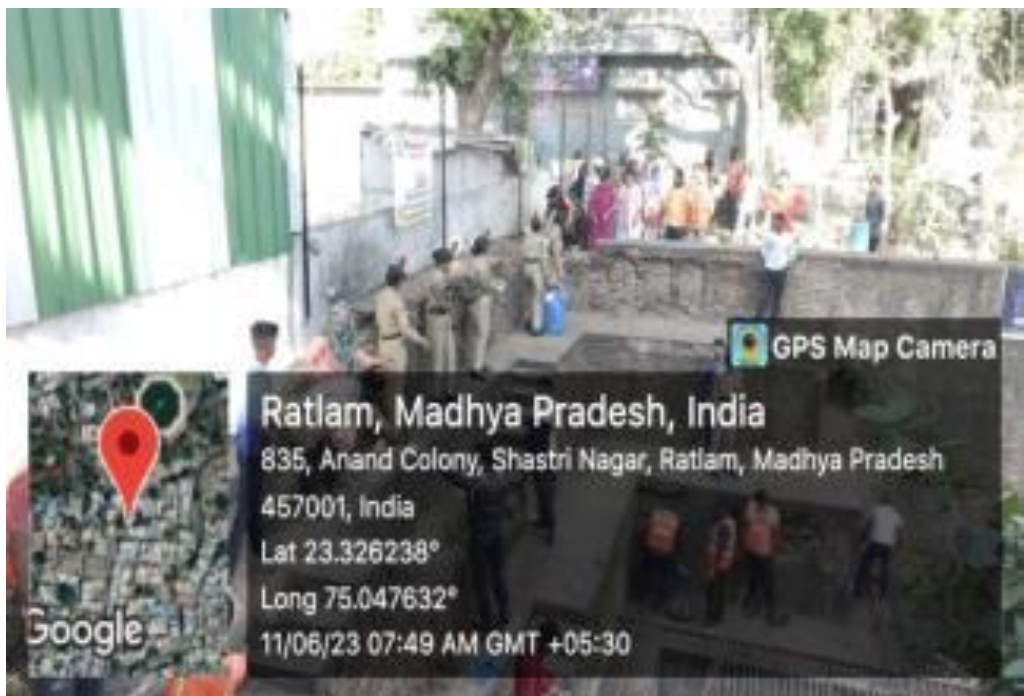 GPS Map Camera
Ratlam, Madhya Pradesh, India
835, Anand Colony, Shastri Nagar, Ratlam, Madhya Pradesh
457001, India
Lat 23.326238°
Long 75.047632°
11/06/23 07:49 AM GMT +05:30
Google